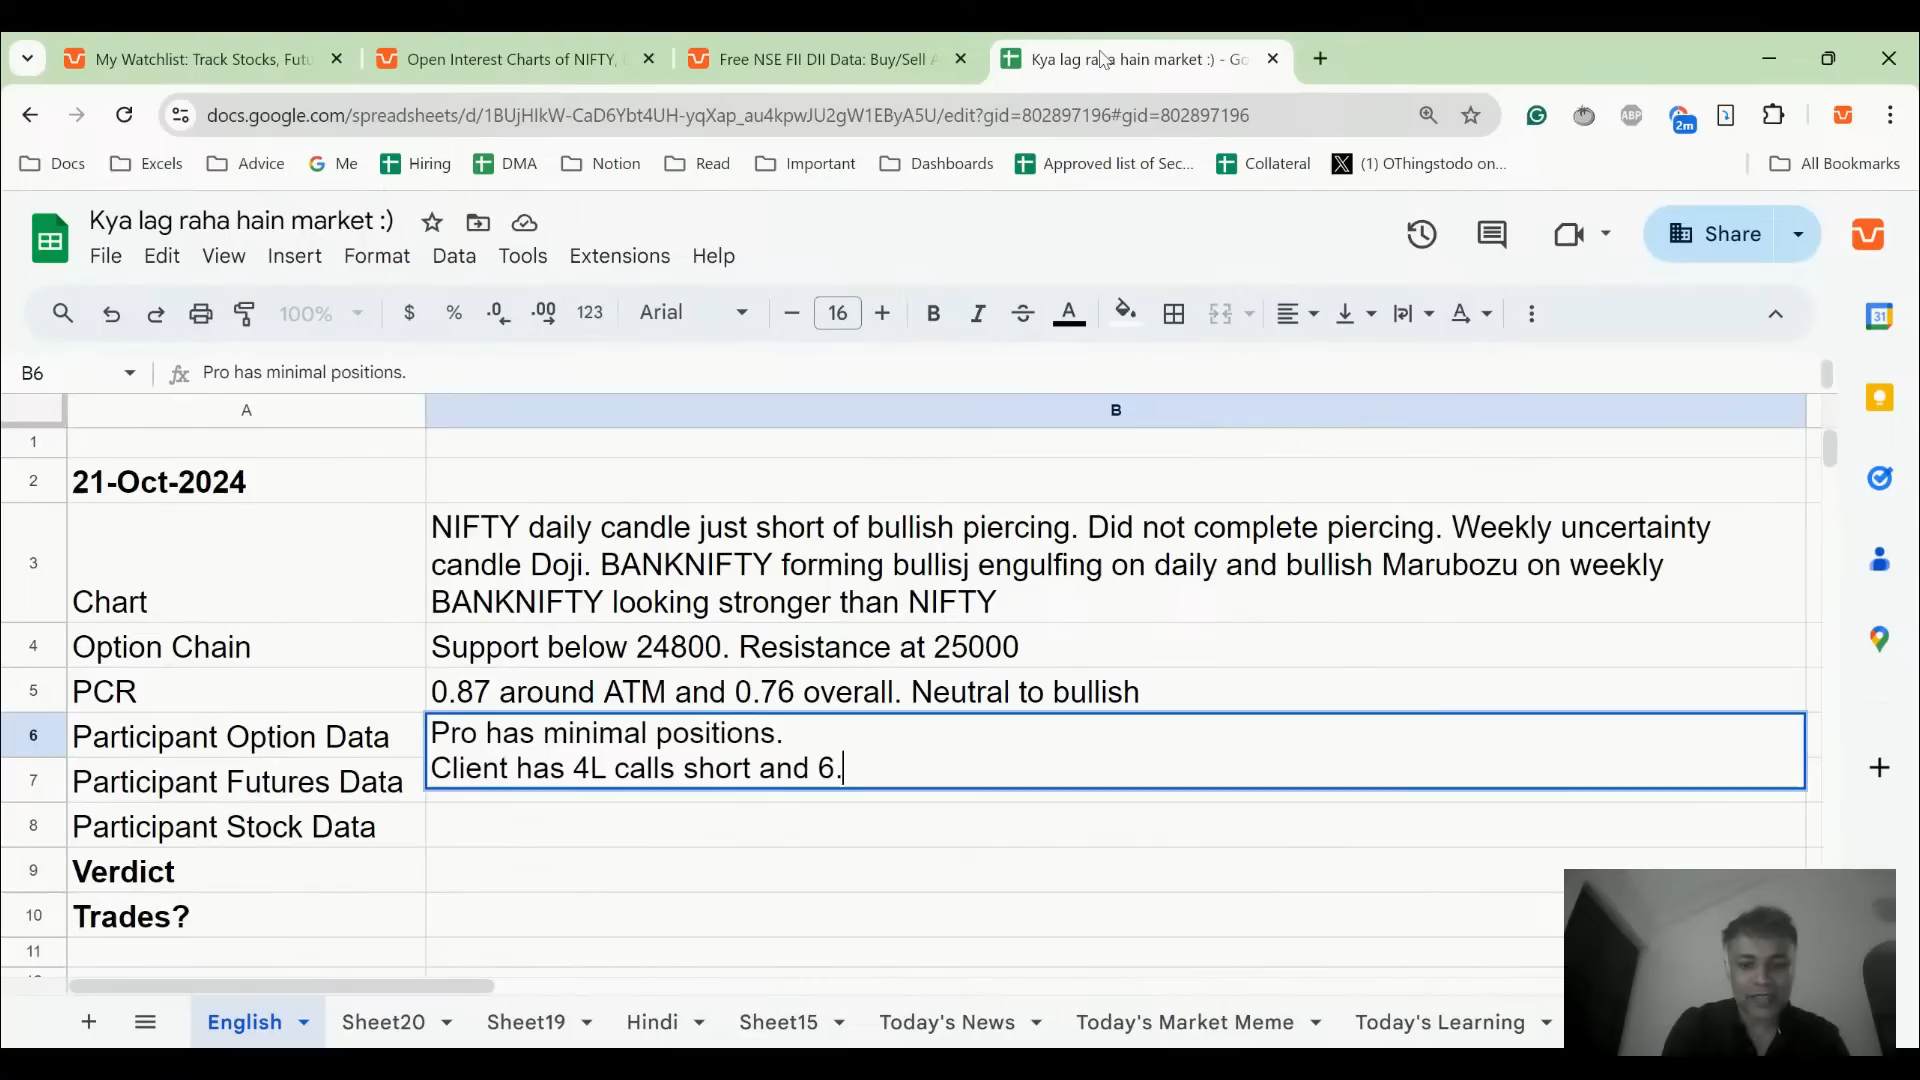 My Watchlist: Track Stocks, Futu
Open Interest Charts of NIFTY,
Free NSE FII DII Data: Buy/Sell A
Kya lag raha hain market :) - Go
docs.google.com/spreadsheets/d/1BUjHIkW-CaD6Ybt4UH-yqXap_au4kpwJU2gW1EByA5U/edit?gid=802897196#gid=802897196
ABP
2m
Docs
Excels
Advice
Me
Hiring
DMA
Notion
Read
Important
Dashboards
Approved list of Sec...
Collateral
(1) OThingstodo on...
All Bookmarks
Kya lag raha hain market :)
Share
File Edit View Insert Format Data Tools Extensions Help
100% $ % .0 .00 123 Arial 16 B I A A
31
B6
fx Pro has minimal positions.
A B
1
2 21-Oct-2024
NIFTY daily candle just short of bullish piercing. Did not complete piercing. Weekly uncertainty
candle Doji. BANKNIFTY forming bullisj engulfing on daily and bullish Marubozu on weekly
3 Chart BANKNIFTY looking stronger than NIFTY
4 Option Chain Support below 24800. Resistance at 25000
5 PCR 0.87 around ATM and 0.76 overall. Neutral to bullish
6 Participant Option Data Pro has minimal positions.
7 Participant Futures Data Client has 4L calls short and 6.
8 Participant Stock Data
9 Verdict
10 Trades?
11
English Sheet20 Sheet19 Hindi Sheet15 Today's News Today's Market Meme Today's Learning